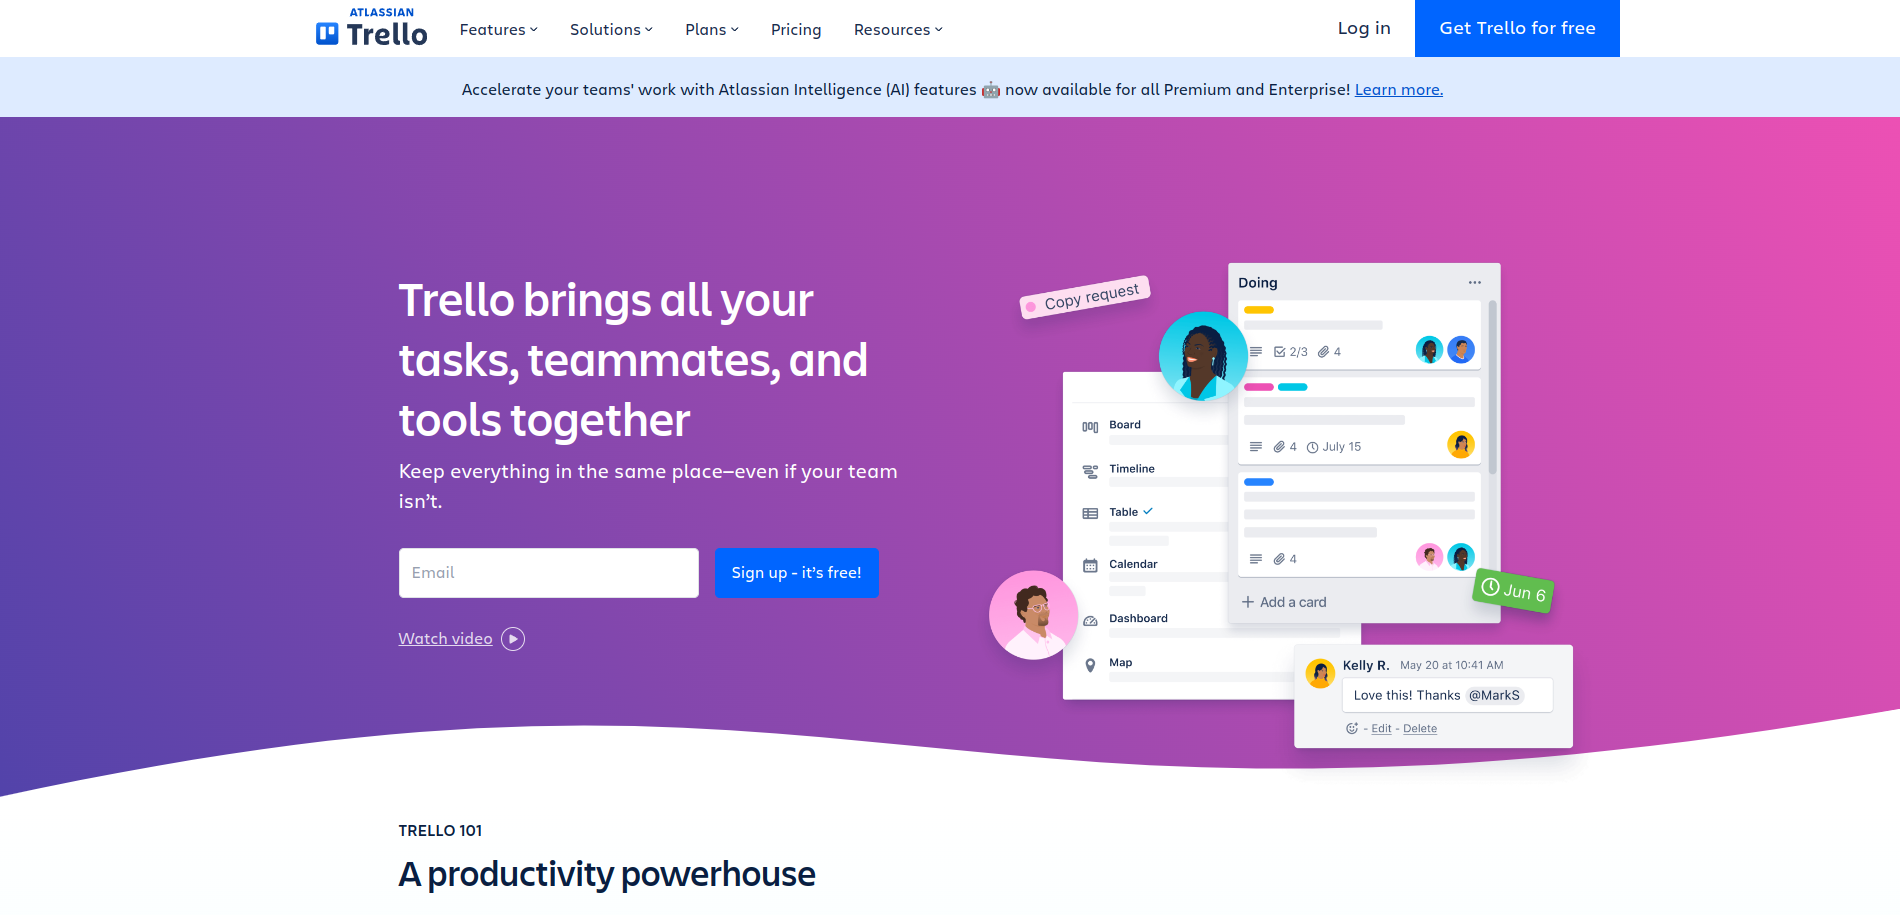 ATLASSIAN
Trello
Features
Solutions
Plans
Pricing
Resources
Log in
Get Trello for free
Accelerate your teams' work with Atlassian Intelligence (AI) features 🤖 now available for all Premium and Enterprise! Learn more.
Trello brings all your
tasks, teammates, and
tools together
Keep everything in the same place—even if your team
isn’t.
Email
Sign up - it’s free!
Watch video
Copy request
Board
Timeline
Table
Calendar
Dashboard
Map
Doing
2/3 4
4 July 15
4
+ Add a card
Jun 6
Kelly R. May 20 at 10:41 AM
Love this! Thanks @MarkS
- Edit - Delete
TRELLO 101
A productivity powerhouse